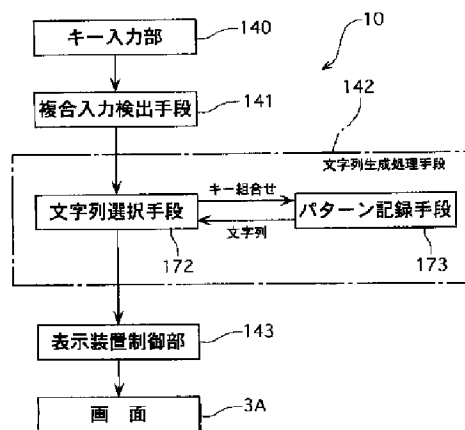 キー入力部
140
10
複合入力検出手段
141
142
文字列生成処理手段
文字列選択手段
キー組合せ
文字列
パターン記録手段
172
173
表示装置制御部
143
画 面
3A